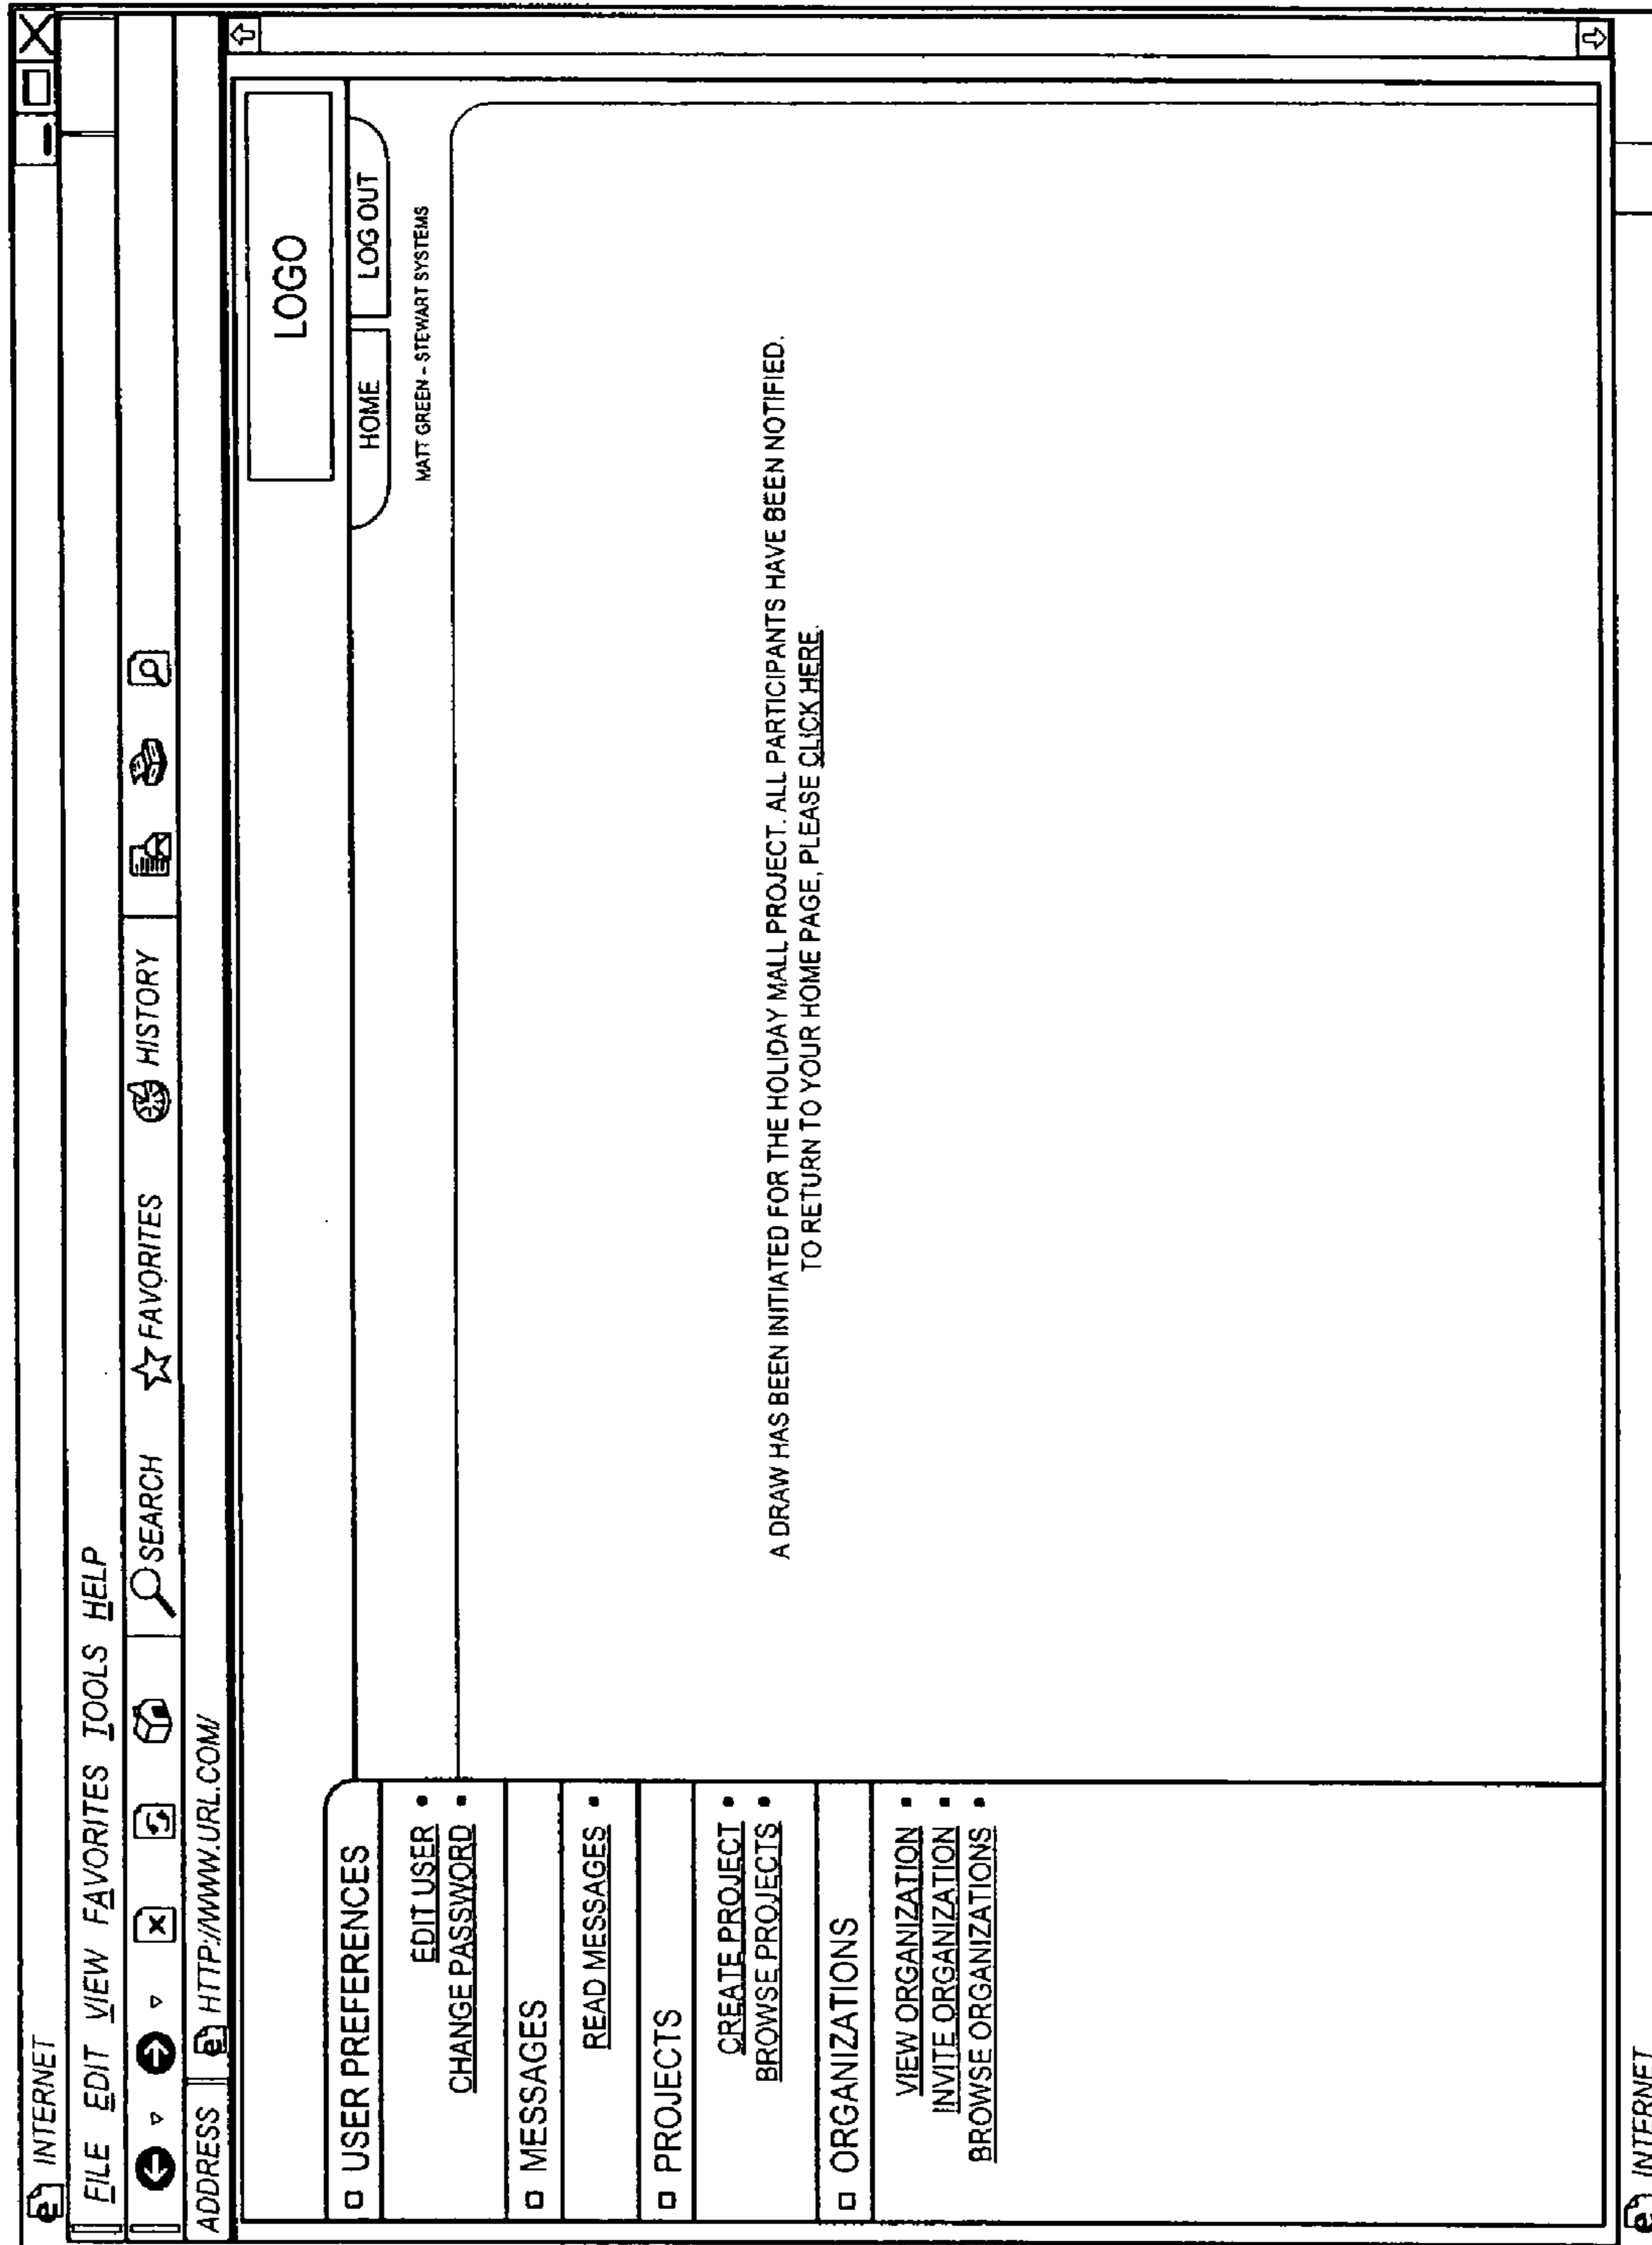 INTERNET
FILE EDIT VIEW FAVORITES TOOLS HELP
SEARCH FAVORITES HISTORY
ADDRESS HTTP://WWW.URL.COM/
LOGO
HOME LOG OUT
MATT GREEN - STEWART SYSTEMS
USER PREFERENCES
EDIT USER
CHANGE PASSWORD
MESSAGES
READ MESSAGES
PROJECTS
CREATE PROJECT
BROWSE PROJECTS
ORGANIZATIONS
VIEW ORGANIZATION
INVITE ORGANIZATION
BROWSE ORGANIZATIONS
A DRAW HAS BEEN INITIATED FOR THE HOLIDAY MALL PROJECT. ALL PARTICIPANTS HAVE BEEN NOTIFIED.
TO RETURN TO YOUR HOME PAGE, PLEASE CLICK HERE.
INTERNET